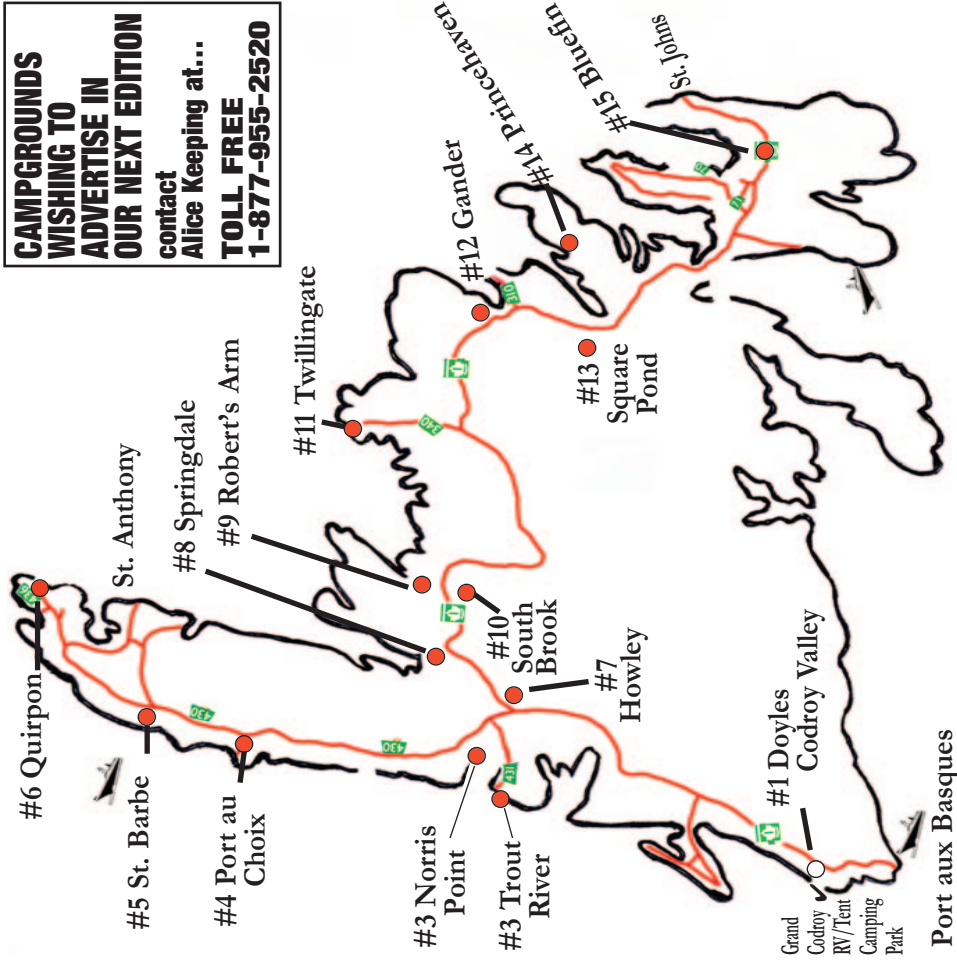 CAMPGROUNDS
WISHING TO
ADVERTISE IN
OUR NEXT EDITION
contact
Alice Keeping at...
TOLL FREE
1-877-955-2520
#6 Quirpon
St. Anthony
#5 St. Barbe
#4 Port au
Choix
#8 Springdale
#9 Robert's Arm
#11 Twillingate
#12 Gander
#14 Princehaven
#15 Bluefin
St. Johns
#3 Norris
Point
#3 Trout
River
#7
Howley
#10
South
Brook
#13
Square
Pond
#1 Doyles
Codroy Valley
Grand
Codroy
RV/Tent
Camping
Park
Port aux Basques
436
430
430
431
340
310
70
1
1
1